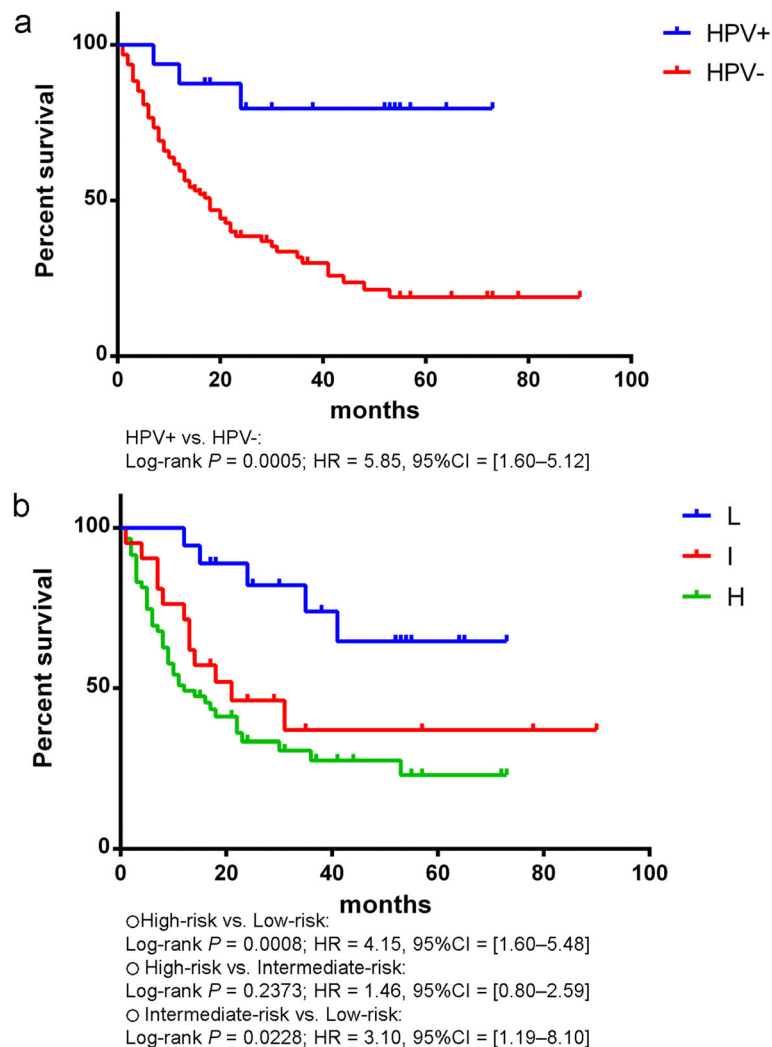 a
100
50
0
Percent survival
HPV+
HPV-
0 20 40 60 80 100
months
HPV+ vs. HPV-:
Log-rank P = 0.0005; HR = 5.85, 95%CI = [1.60–5.12]
b
100
50
0
Percent survival
L
I
H
0 20 40 60 80 100
months
○High-risk vs. Low-risk:
Log-rank P = 0.0008; HR = 4.15, 95%CI = [1.60–5.48]
○ High-risk vs. Intermediate-risk:
Log-rank P = 0.2373; HR = 1.46, 95%CI = [0.80–2.59]
○ Intermediate-risk vs. Low-risk:
Log-rank P = 0.0228; HR = 3.10, 95%CI = [1.19–8.10]